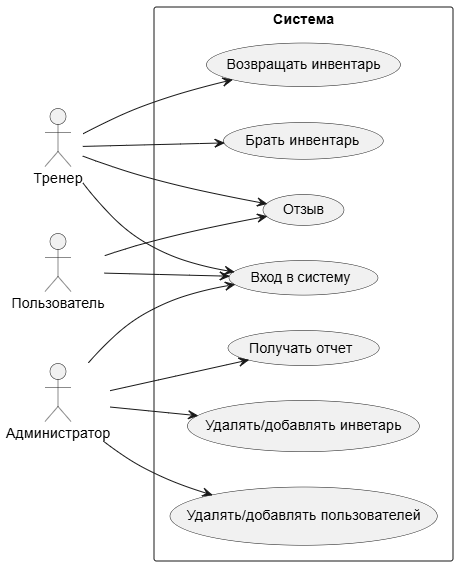 Система
Возвращать инвентарь
Брать инвентарь
Тренер
Отзыв
Вход в систему
Пользователь
Получать отчет
Удалять/добавлять инветарь
Администратор
Удалять/добавлять пользователей